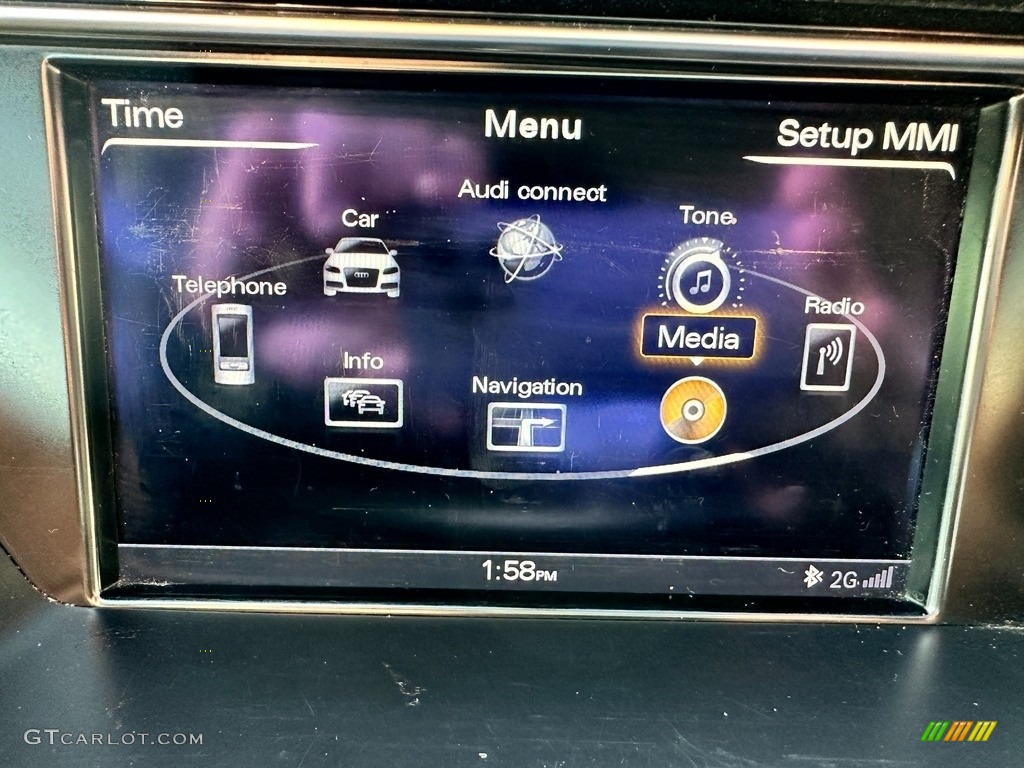 Time
Menu
Setup MMI
Audi connect
Car
Tone
Telephone
Radio
Media
Info
Navigation
1:58PM
2G
GTCARLOT.COM